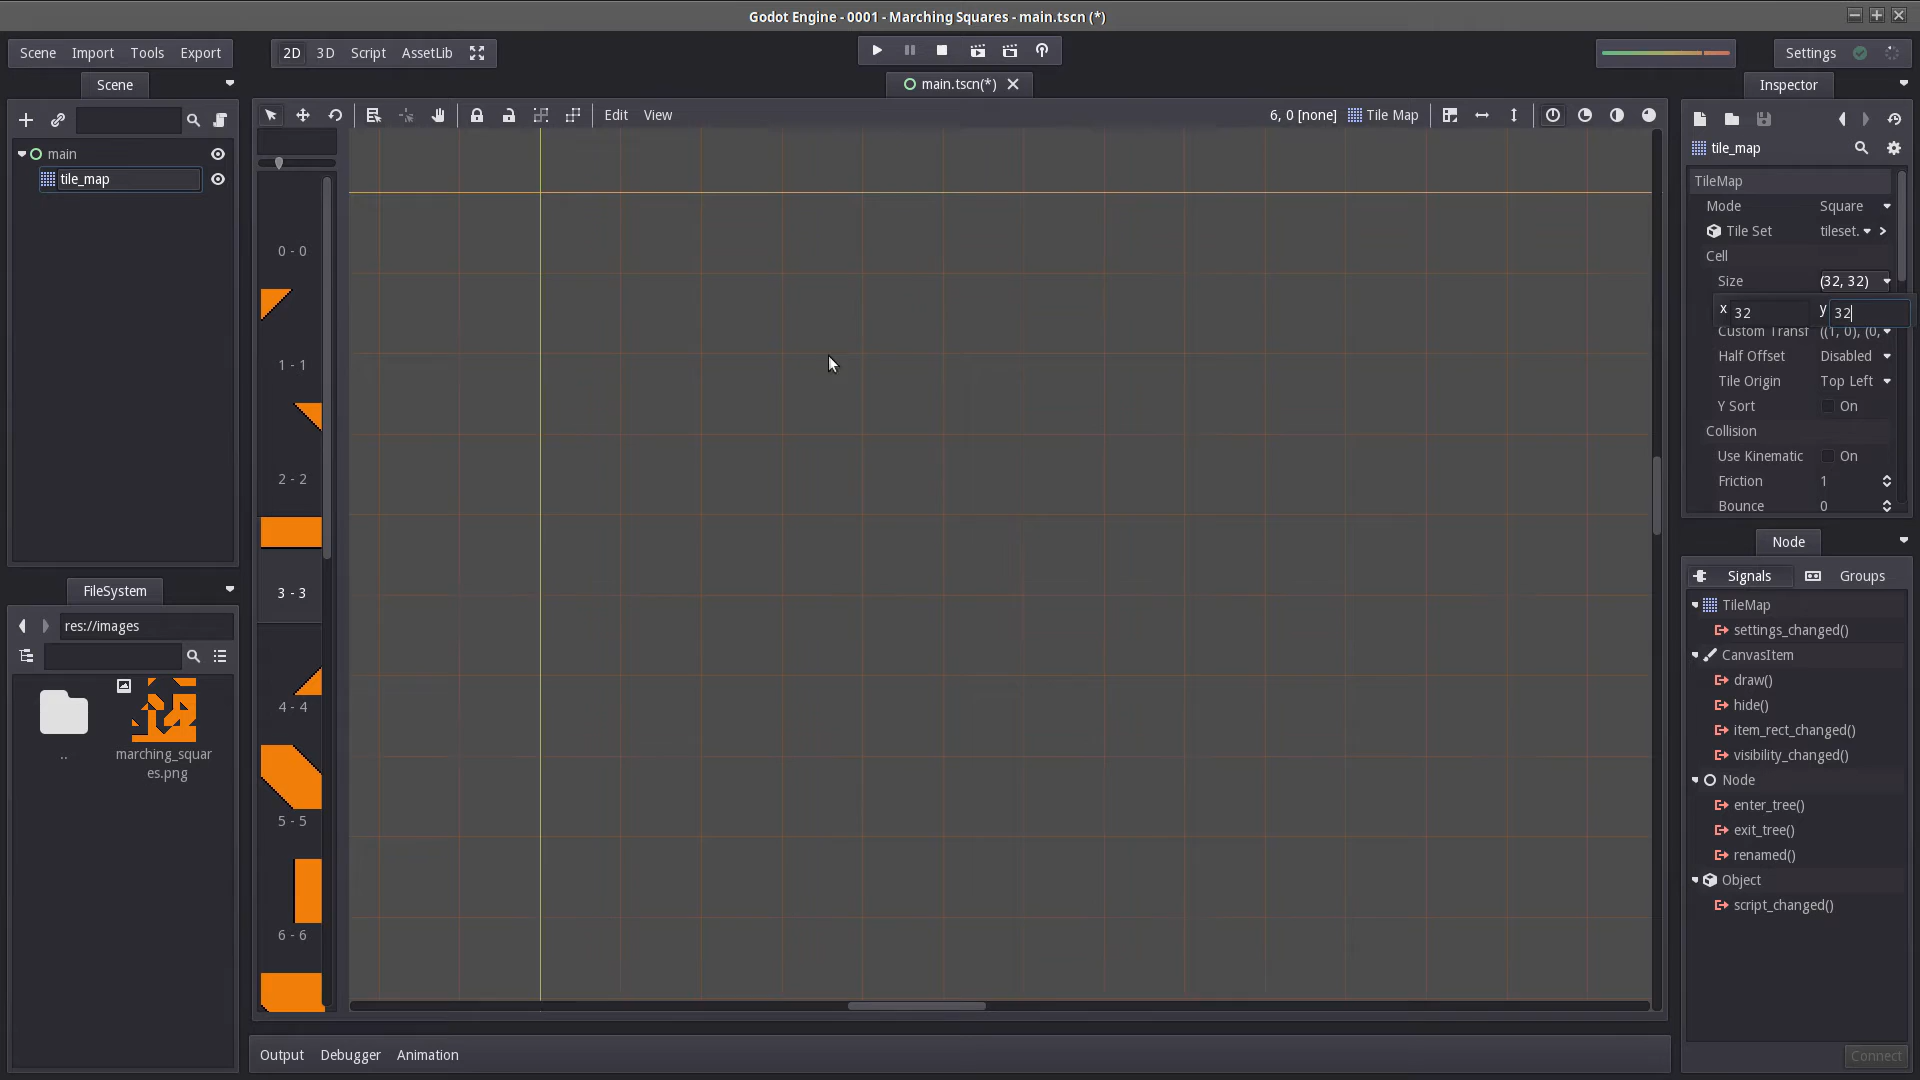 Godot Engine - 0001 - Marching Squares - main.tscn (*)
Scene Import Tools Export
2D 3D Script AssetLib
Settings
Scene
main.tscn(*)
Inspector
Edit View
6, 0 [none] Tile Map
main
tile_map
0 - 0
1 - 1
2 - 2
3 - 3
4 - 4
5 - 5
6 - 6
tile_map
TileMap
Mode Square
Tile Set tileset.
Cell
Size (32, 32)
x 32 y 32
Custom Transf ((1, 0), (0,
Half Offset Disabled
Tile Origin Top Left
Y Sort On
Collision
Use Kinematic On
Friction 1
Bounce 0
FileSystem
res://images
..
marching_squar
es.png
Node
Signals Groups
TileMap
settings_changed()
CanvasItem
draw()
hide()
item_rect_changed()
visibility_changed()
Node
enter_tree()
exit_tree()
renamed()
Object
script_changed()
Connect
Output Debugger Animation